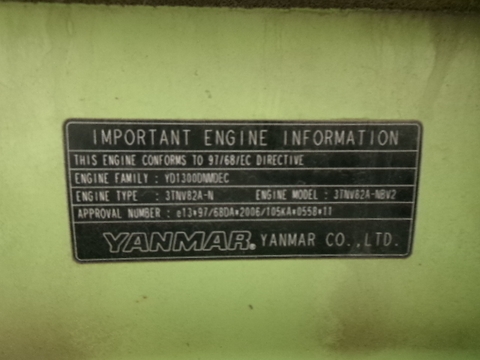 IMPORTANT ENGINE INFORMATION
THIS ENGINE CONFORMS TO 97/68/EC DIRECTIVE
ENGINE FAMILY : YD1300DNMDEC
ENGINE TYPE : 3TNV82A-N ENGINE MODEL : 3TNV82A-NBV2
APPROVAL NUMBER : e13*97/68DA*2006/105KA*0558*11
YANMAR® YANMAR CO.,LTD.